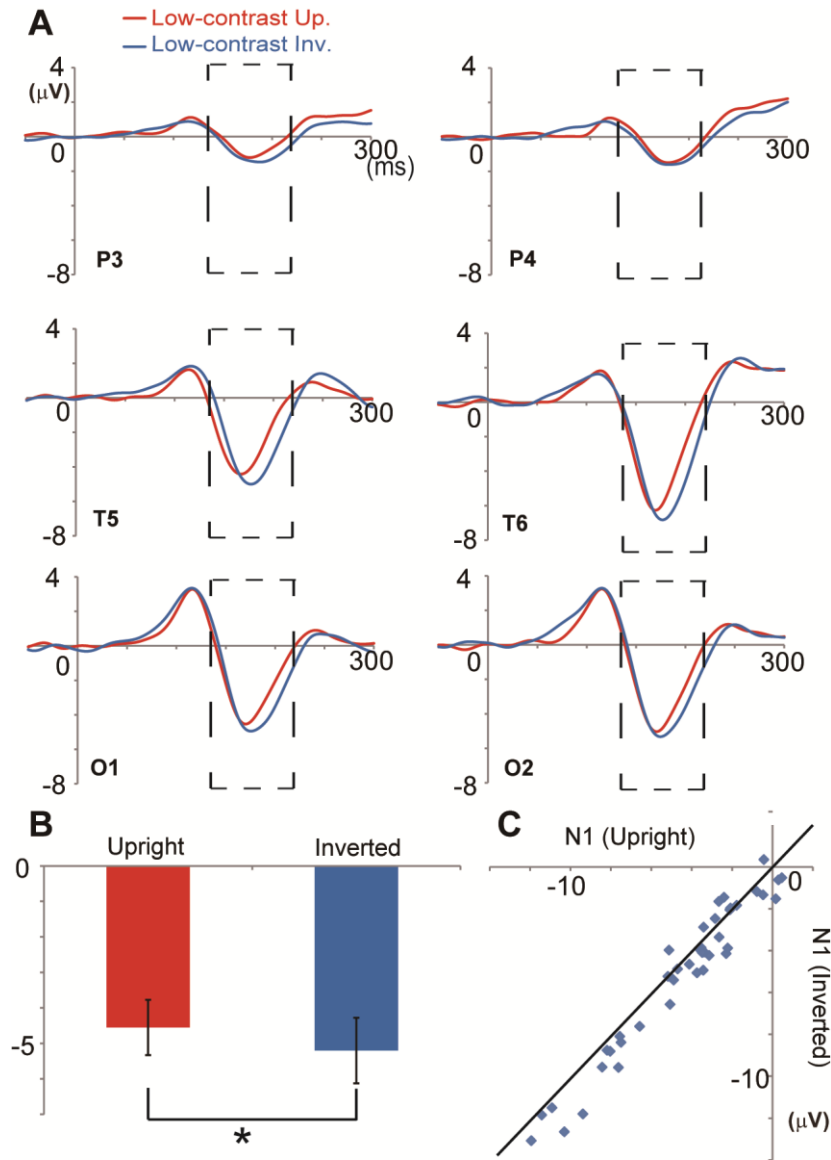 A
Low-contrast Up.
Low-contrast Inv.
4
(μV)
0
300
(ms)
-8
P3
4
0
300
-8
P4
4
0
300
-8
T5
4
0
300
-8
T6
4
0
300
-8
O1
4
0
300
-8
O2
B
Upright
Inverted
0
-5
*
C
N1 (Upright)
-10
0
N1 (Inverted)
-10
(μV)